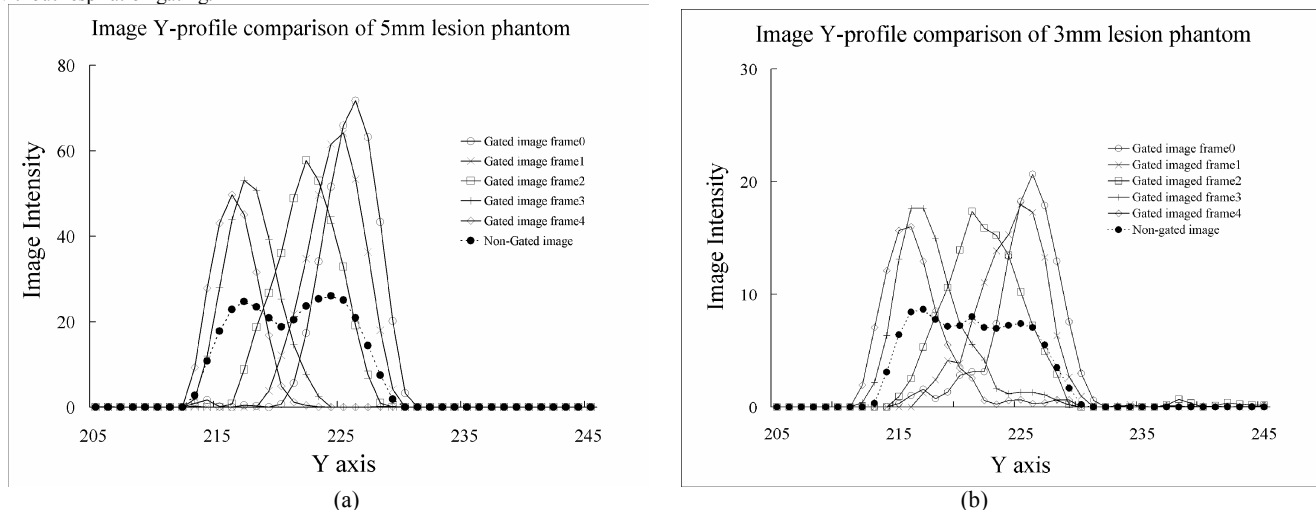 Image Y-profile comparison of 5mm lesion phantom
80
60
40
20
0
Image Intensity
Gated image frame0
Gated image frame1
Gated image frame2
Gated image frame3
Gated image frame4
Non-Gated image
205
215
225
235
245
Y axis
(a)
Image Y-profile comparison of 3mm lesion phantom
30
20
10
0
Image Intensity
Gated image frame0
Gated imaged frame1
Gated imaged frame2
Gated imaged frame3
Gated imaged frame4
Non-gated image
205
215
225
235
245
Y axis
(b)